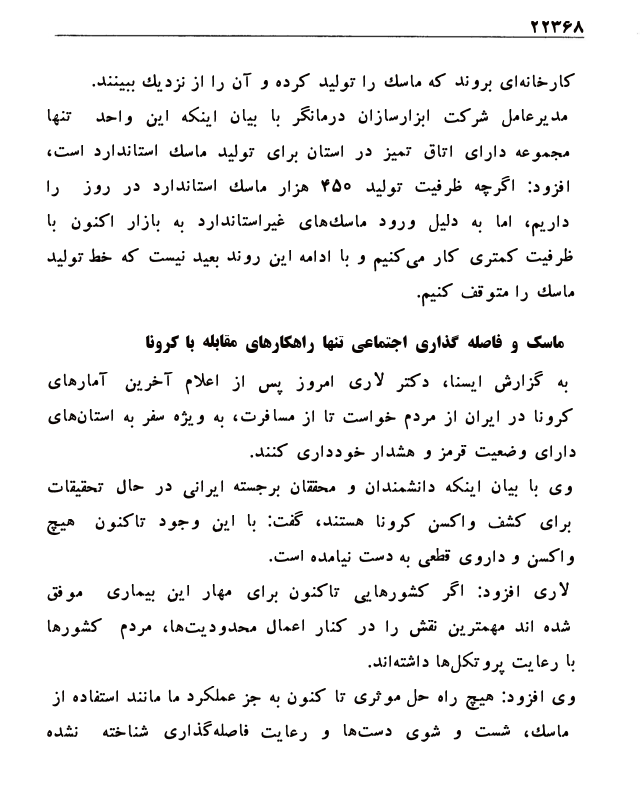 ۲۲۳۶۸
کارخانه‌ای بروند که ماسك را تولید کرده و آن را از نزدیك ببینند.
مدیرعامل شرکت ابزارسازان درمانگر با بیان اینکه این واحد تنها
مجموعه دارای اتاق تمیز در استان برای تولید ماسك استاندارد است،
افزود: اگرچه ظرفیت تولید ۴۵۰ هزار ماسك استاندارد در روز را
داریم، اما به دلیل ورود ماسك‌های غیراستاندارد به بازار اکنون با
ظرفیت کمتری کار می‌کنیم و با ادامه این روند بعید نیست که خط تولید
ماسك را متوقف کنیم.
ماسک و فاصله گذاری اجتماعی تنها راهکارهای مقابله با کرونا
به گزارش ایسنا، دکتر لاری امروز پس از اعلام آخرین آمارهای
کرونا در ایران از مردم خواست تا از مسافرت، به ویژه سفر به استان‌های
دارای وضعیت قرمز و هشدار خودداری کنند.
وی با بیان اینکه دانشمندان و محققان برجسته ایرانی در حال تحقیقات
برای کشف واکسن کرونا هستند، گفت: با این وجود تاکنون هیچ
واکسن و داروی قطعی به دست نیامده است.
لاری افزود: اگر کشورهایی تاکنون برای مهار این بیماری موفق
شده اند مهمترین نقش را در کنار اعمال محدودیت‌ها، مردم کشورها
با رعایت پروتکل‌ها داشته‌اند.
وی افزود: هیچ راه حل موثری تا کنون به جز عملکرد ما مانند استفاده از
ماسك، شست و شوی دست‌ها و رعایت فاصله‌گذاری شناخته نشده